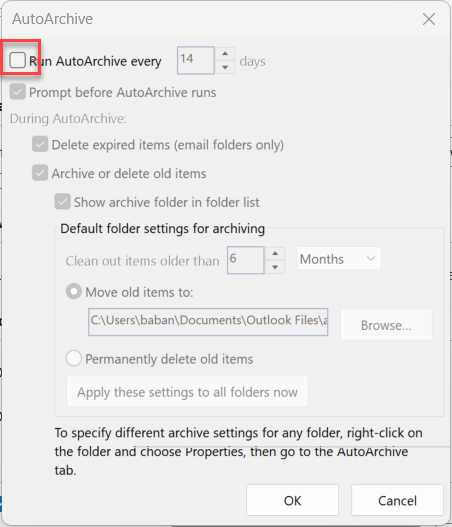 AutoArchive
Run AutoArchive every 14 days
Prompt before AutoArchive runs
During AutoArchive:
Delete expired items (email folders only)
Archive or delete old items
Show archive folder in folder list
Default folder settings for archiving
Clean out items older than 6 Months
Move old items to:
C:\Users\baban\Documents\Outlook Files\a Browse...
Permanently delete old items
Apply these settings to all folders now
To specify different archive settings for any folder, right-click on
the folder and choose Properties, then go to the AutoArchive
tab.
OK Cancel